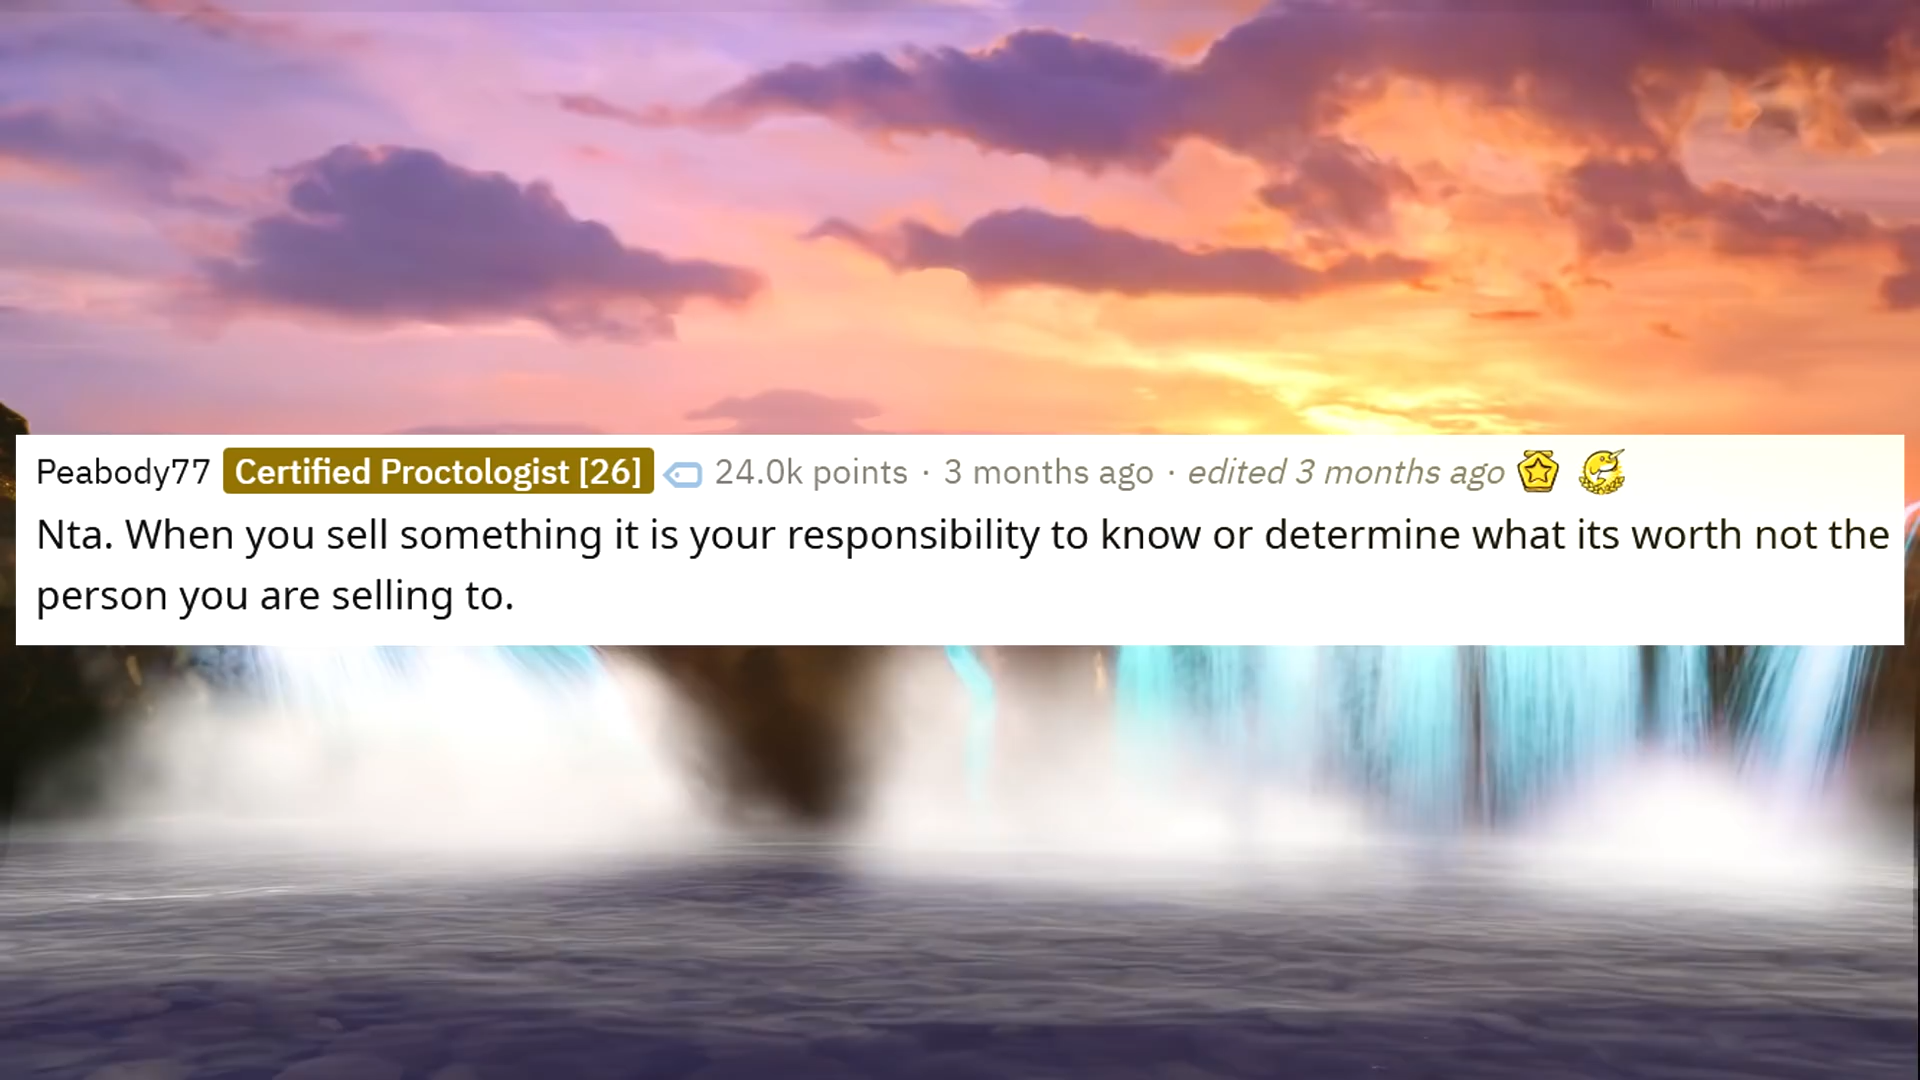 Peabody77 Certified Proctologist [26] 24.0k points · 3 months ago · edited 3 months ago
Nta. When you sell something it is your responsibility to know or determine what its worth not the
person you are selling to.